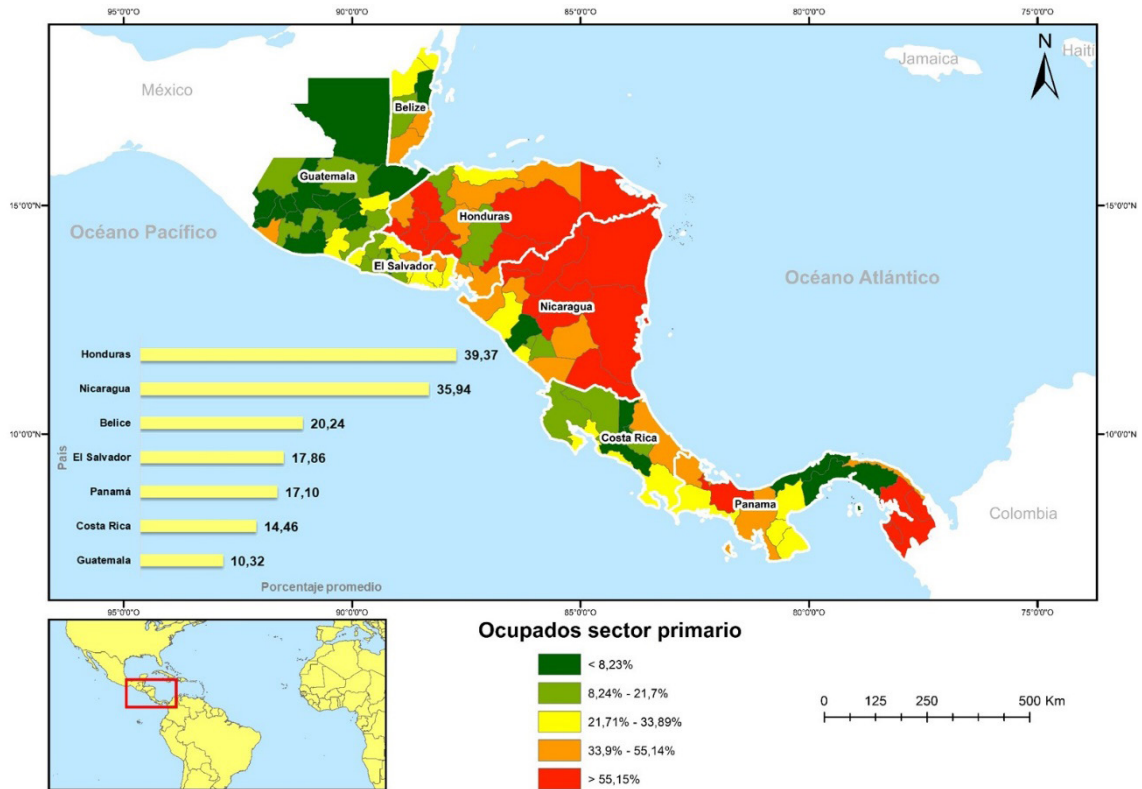 95°0'0"O 90°0'0"O 85°0'0"O 80°0'0"O 75°0'0"O
N
México
Jamaica
Haití
Belize
Guatemala
15°0'0"N
15°0'0"N
Honduras
Océano Pacífico
El Salvador
Océano Atlántico
Nicaragua
Honduras 39,37
Nicaragua 35,94
Belice 20,24
El Salvador 17,86
Panamá 17,10
Costa Rica 14,46
Guatemala 10,32
País
Porcentaje promedio
10°0'0"N
10°0'0"N
Costa Rica
Panama
Colombia
95°0'0"O 90°0'0"O 85°0'0"O 80°0'0"O 75°0'0"O
Ocupados sector primario
< 8,23%
8,24% - 21,7%
21,71% - 33,89%
33,9% - 55,14%
> 55,15%
0 125 250 500 Km